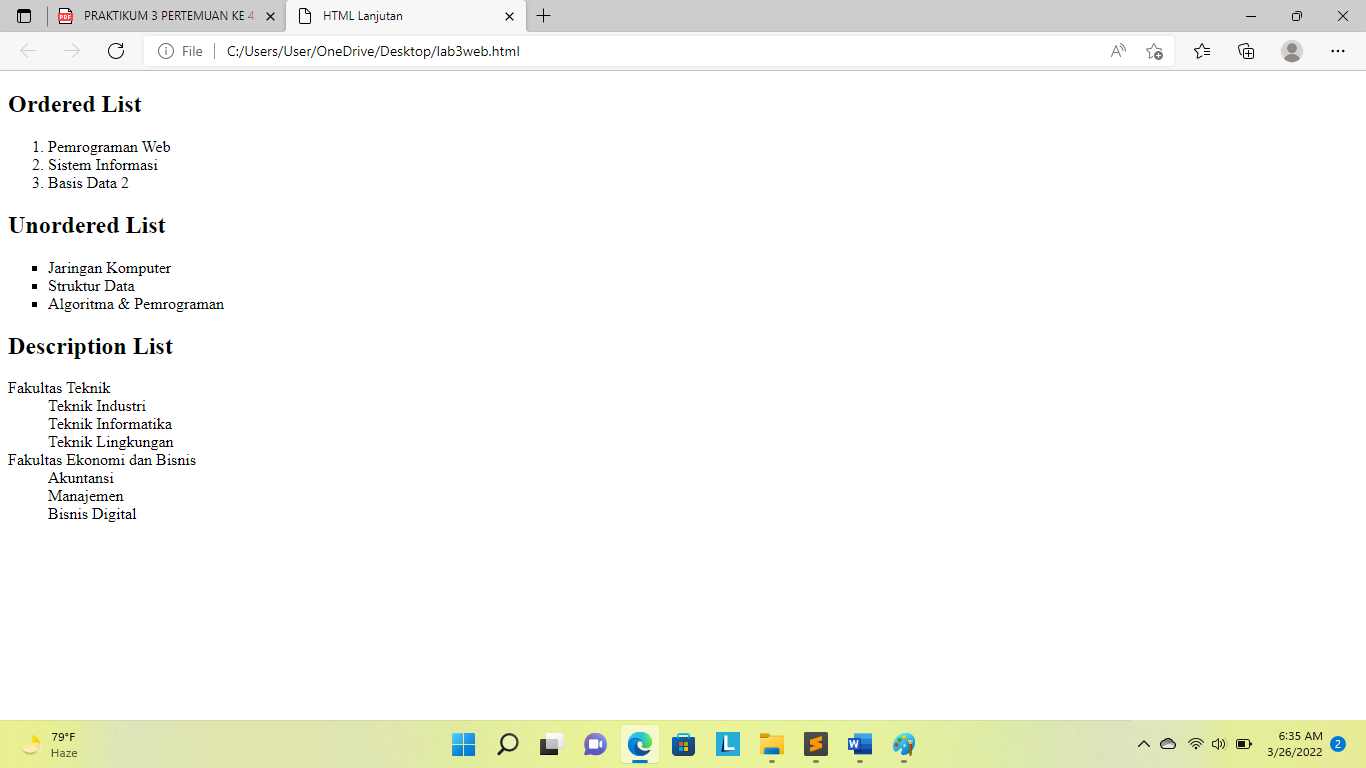 PRAKTIKUM 3 PERTEMUAN KE 4
HTML Lanjutan
File
C:/Users/User/OneDrive/Desktop/lab3web.html
Ordered List
1. Pemrograman Web
2. Sistem Informasi
3. Basis Data 2
Unordered List
▪ Jaringan Komputer
▪ Struktur Data
▪ Algoritma & Pemrograman
Description List
Fakultas Teknik
Teknik Industri
Teknik Informatika
Teknik Lingkungan
Fakultas Ekonomi dan Bisnis
Akuntansi
Manajemen
Bisnis Digital
79°F
Haze
6:35 AM
3/26/2022
2